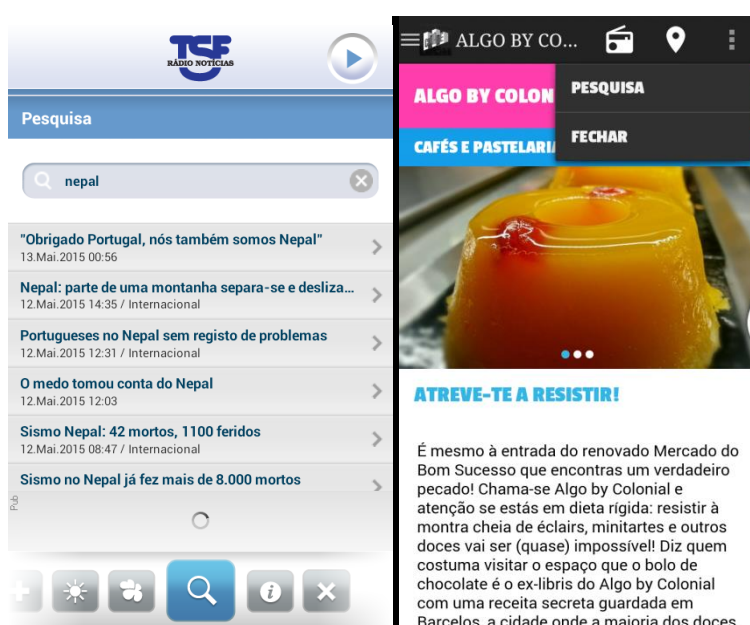 TSF
RÁDIO NOTÍCIAS
Pesquisa
nepal
"Obrigado Portugal, nós também somos Nepal"
13.Mai.2015 00:56
Nepal: parte de uma montanha separa-se e desliza...
12.Mai.2015 14:35 / Internacional
Portugueses no Nepal sem registo de problemas
12.Mai.2015 12:31 / Internacional
O medo tomou conta do Nepal
12.Mai.2015 12:03
Sismo Nepal: 42 mortos, 1100 feridos
12.Mai.2015 08:47 / Internacional
Sismo no Nepal já fez mais de 8.000 mortos
Pub
ALGO BY CO...
PESQUISA
FECHAR
ALGO BY COLON
CAFÉS E PASTELARIA
ATREVE-TE A RESISTIR!
É mesmo à entrada do renovado Mercado do
Bom Sucesso que encontras um verdadeiro
pecado! Chama-se Algo by Colonial e
atenção se estás em dieta rígida: resistir à
montra cheia de éclairs, minitartes e outros
doces vai ser (quase) impossível! Diz quem
costuma visitar o espaço que o bolo de
chocolate é o ex-libris do Algo by Colonial
com uma receita secreta guardada em
Barcelos, a cidade onde a maioria dos doces